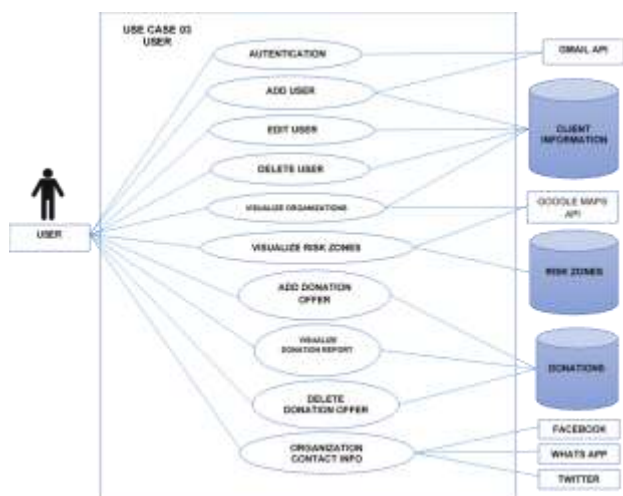 USE CASE 03
USER
AUTENTICATION
GMAIL API
ADD USER
EDIT USER
CLIENT
INFORMATION
DELETE USER
VISUALIZE ORGANIZATIONS
GOOGLE MAPS
API
USER
VISUALIZE RISK ZONES
RISK ZONES
ADD DONATION
OFFER
VISUALIZE
DONATION REPORT
DONATIONS
DELETE
DONATION OFFER
FACEBOOK
ORGANIZATION
CONTACT INFO
WHATS APP
TWITTER